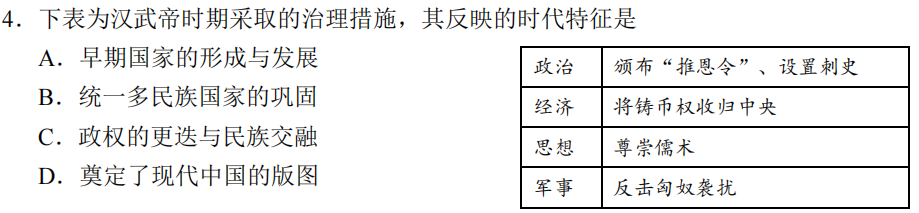 4．下表为汉武帝时期采取的治理措施，其反映的时代特征是
A．早期国家的形成与发展
B．统一多民族国家的巩固
C．政权的更迭与民族交融
D．奠定了现代中国的版图
政治 颁布“推恩令”、设置刺史
经济 将铸币权收归中央
思想 尊崇儒术
军事 反击匈奴袭扰